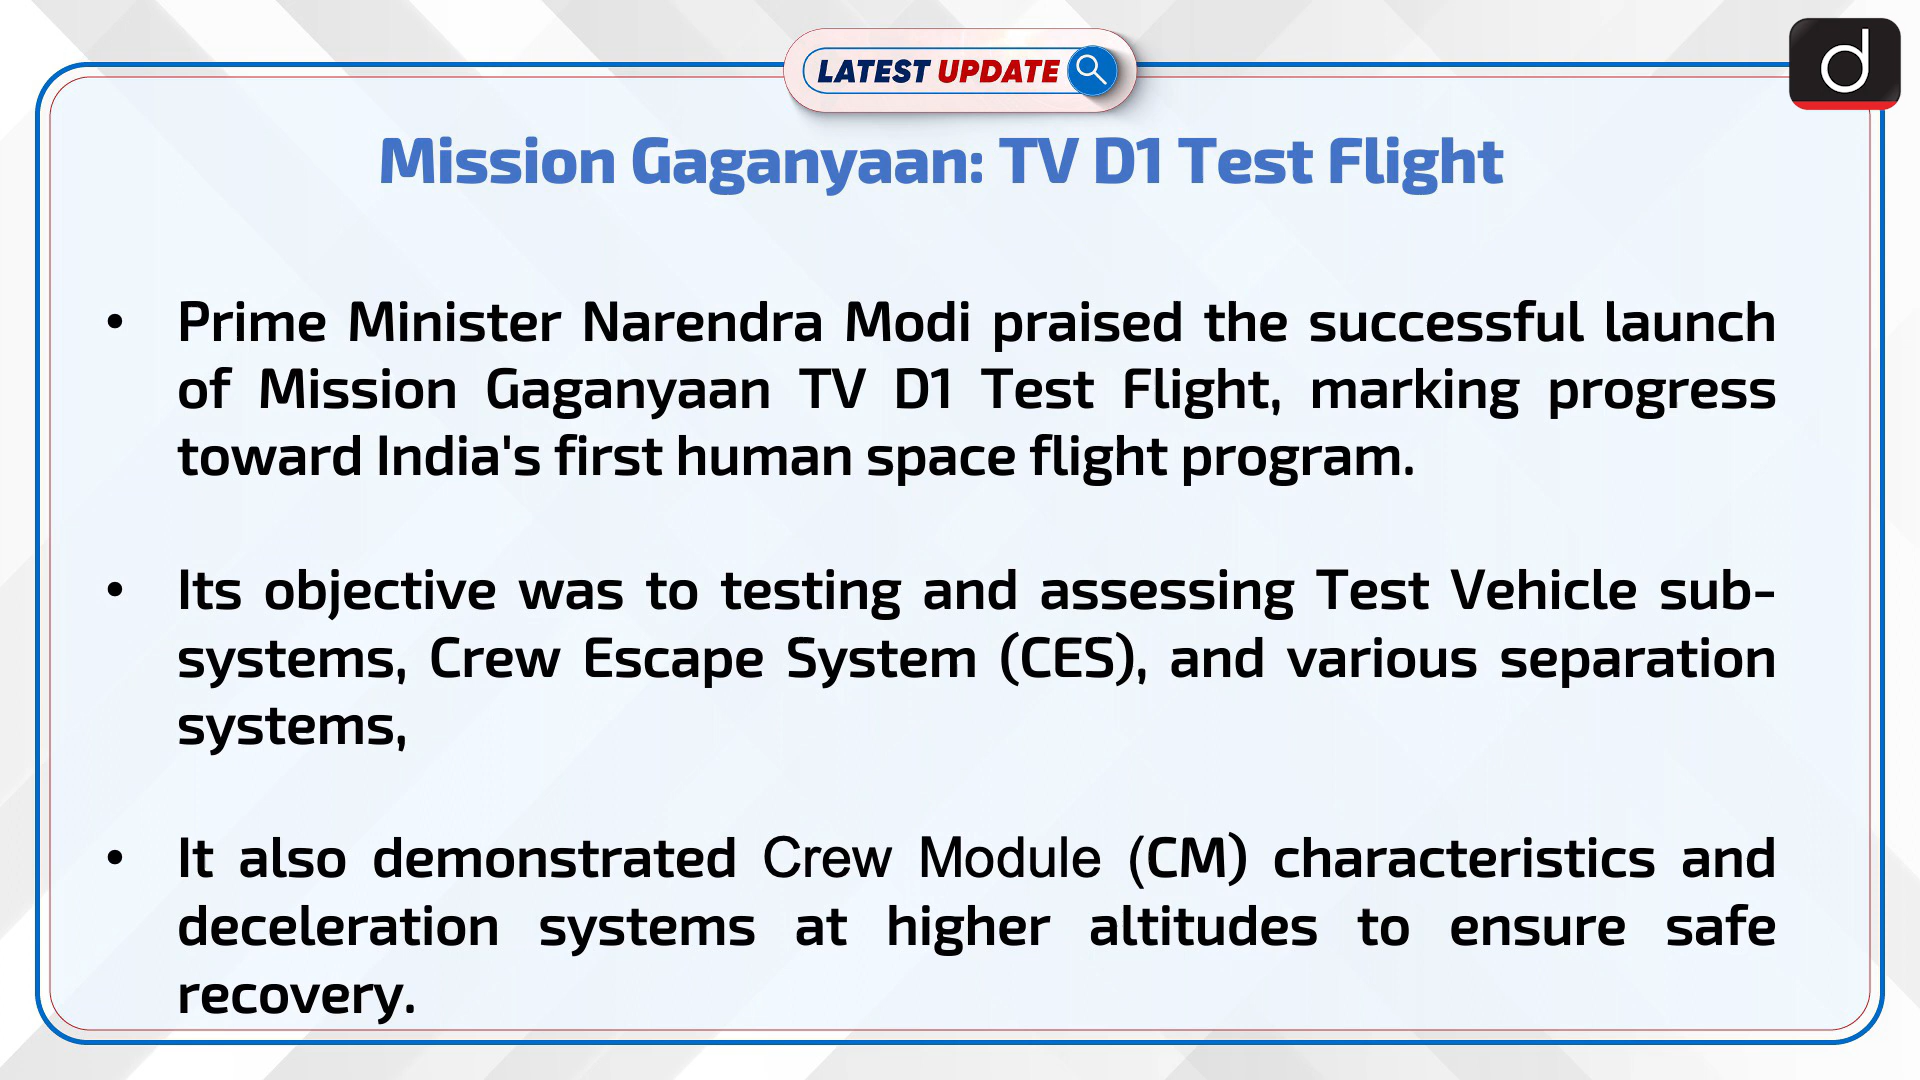 LATEST UPDATE
d
Mission Gaganyaan: TV D1 Test Flight
• Prime Minister Narendra Modi praised the successful launch
of Mission Gaganyaan TV D1 Test Flight, marking progress
toward India's first human space flight program.
• Its objective was to testing and assessing Test Vehicle sub-
systems, Crew Escape System (CES), and various separation
systems,
• It also demonstrated Crew Module (CM) characteristics and
deceleration systems at higher altitudes to ensure safe
recovery.